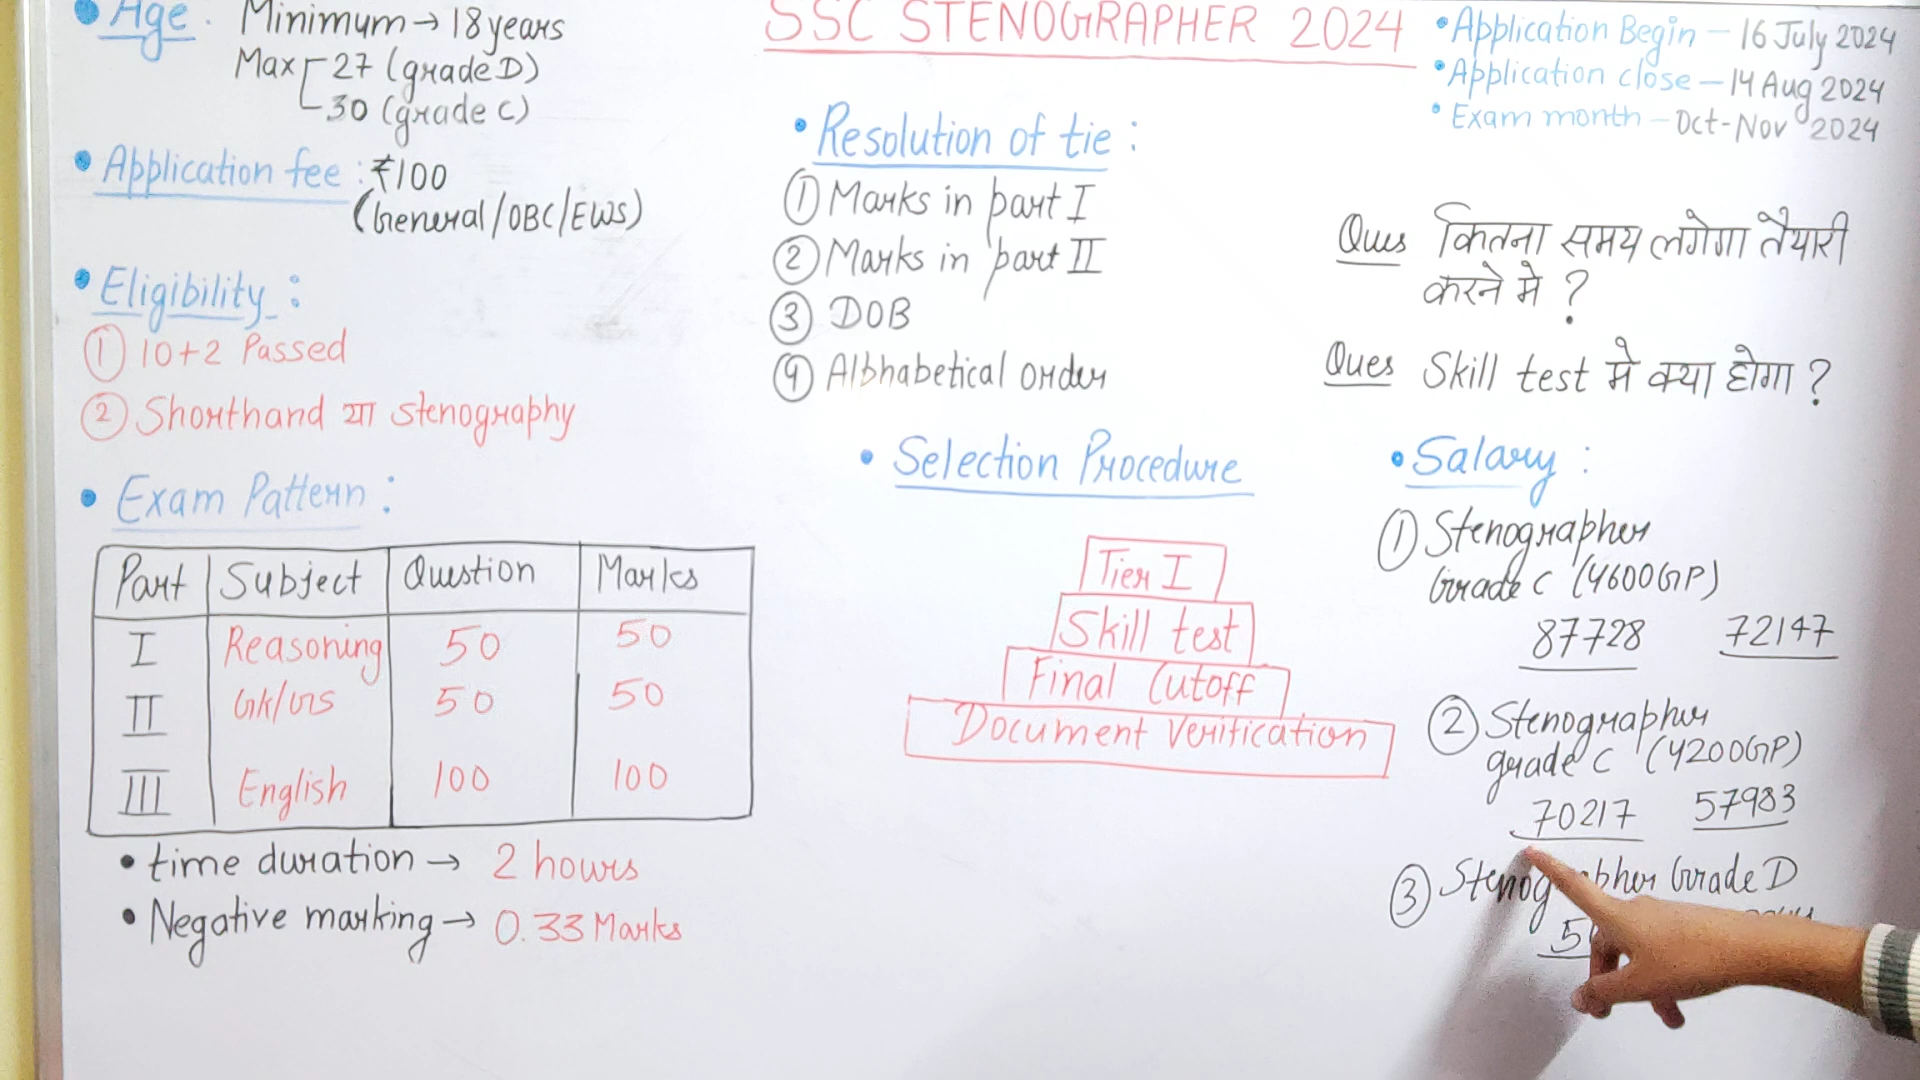 • Age : Minimum → 18 years
Max 27 (grade D)
30 (grade C)
• Application fee : ₹100
(General/OBC/EWS)
• Eligibility :
① 10+2 Passed
② Shorthand या stenography
• Exam Pattern :
Part Subject Question Marks
I Reasoning 50 50
II GK/GS 50 50
III English 100 100
• time duration → 2 hours
• Negative marking → 0.33 Marks
SSC STENOGRAPHER 2024
• Resolution of tie :
① Marks in part I
② Marks in part II
③ DOB
④ Alphabetical order
• Selection Procedure
Tier I
Skill test
Final Cutoff
Document Verification
• Application Begin – 16 July 2024
• Application close – 14 Aug 2024
• Exam month – Oct-Nov 2024
Ques कितना समय लगेगा तैयारी
करने मे ?
Ques Skill test मे क्या होगा ?
• Salary :
① Stenographer
Grade C (4600GP)
87728 72147
② Stenographer
grade C (4200GP)
70217 57983
③ Stenographer Grade D